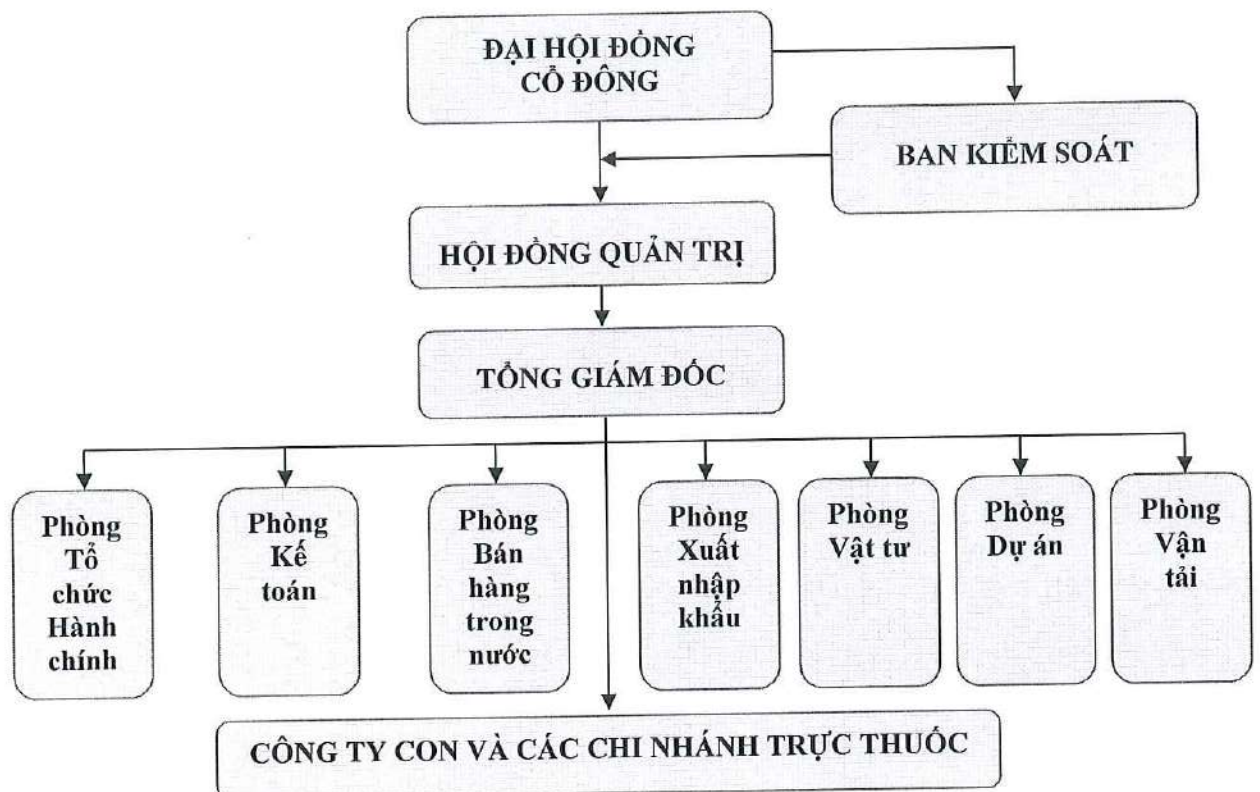 ĐẠI HỘI ĐỒNG
CỔ ĐÔNG
BAN KIỂM SOÁT
HỘI ĐỒNG QUẢN TRỊ
TỔNG GIÁM ĐỐC
Phòng
Tổ
chức
Hành
chính
Phòng
Kế
toán
Phòng
Bán
hàng
trong
nước
Phòng
Xuất
nhập
khẩu
Phòng
Vật tư
Phòng
Dự án
Phòng
Vận
tải
CÔNG TY CON VÀ CÁC CHI NHÁNH TRỰC THUỘC